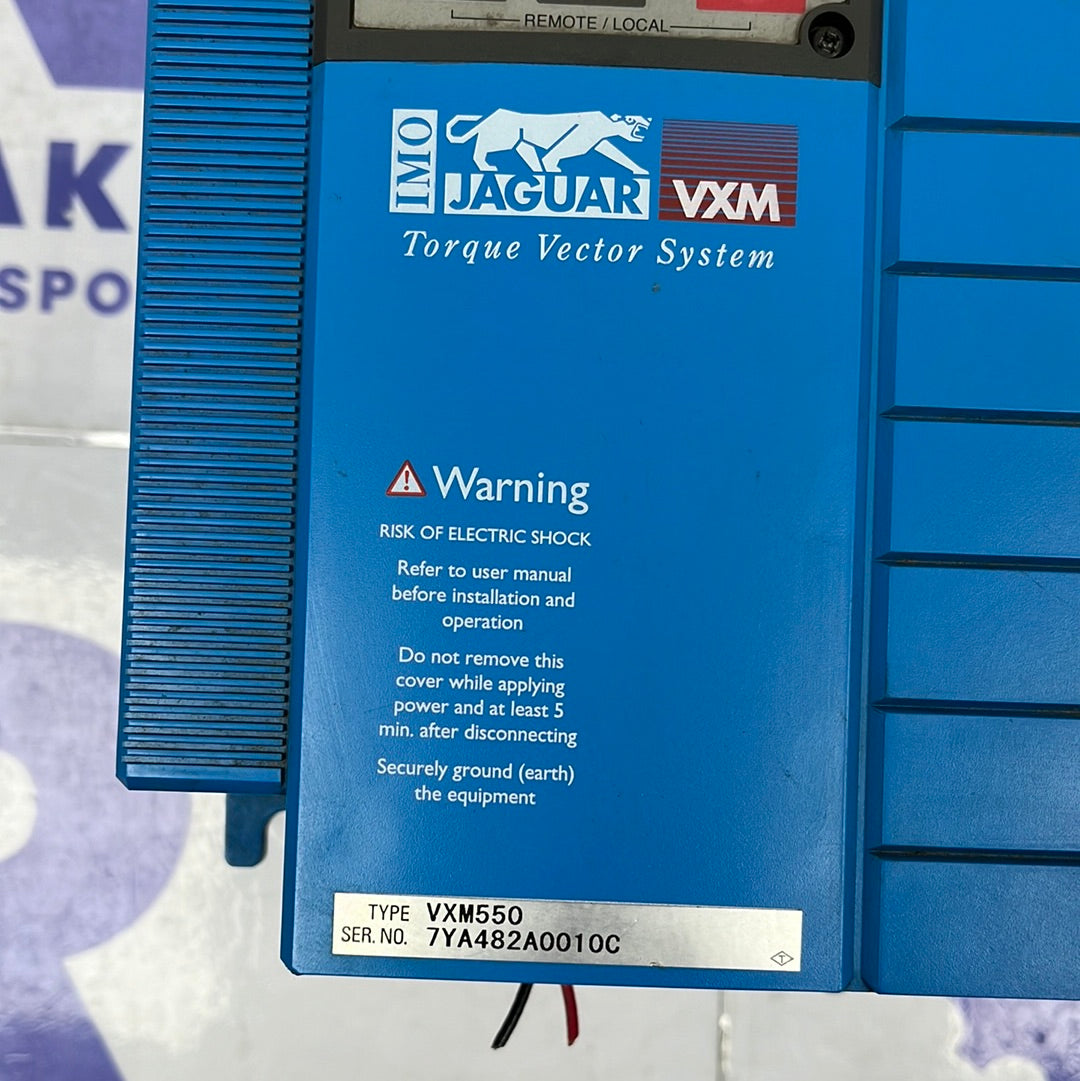 REMOTE / LOCAL
IMO
JAGUAR
VXM
Torque Vector System
Warning
RISK OF ELECTRIC SHOCK
Refer to user manual
before installation and
operation
Do not remove this
cover while applying
power and at least 5
min. after disconnecting
Securely ground (earth)
the equipment
TYPE VXM550
SER. NO. 7YA482A0010C
T
AK
SPO